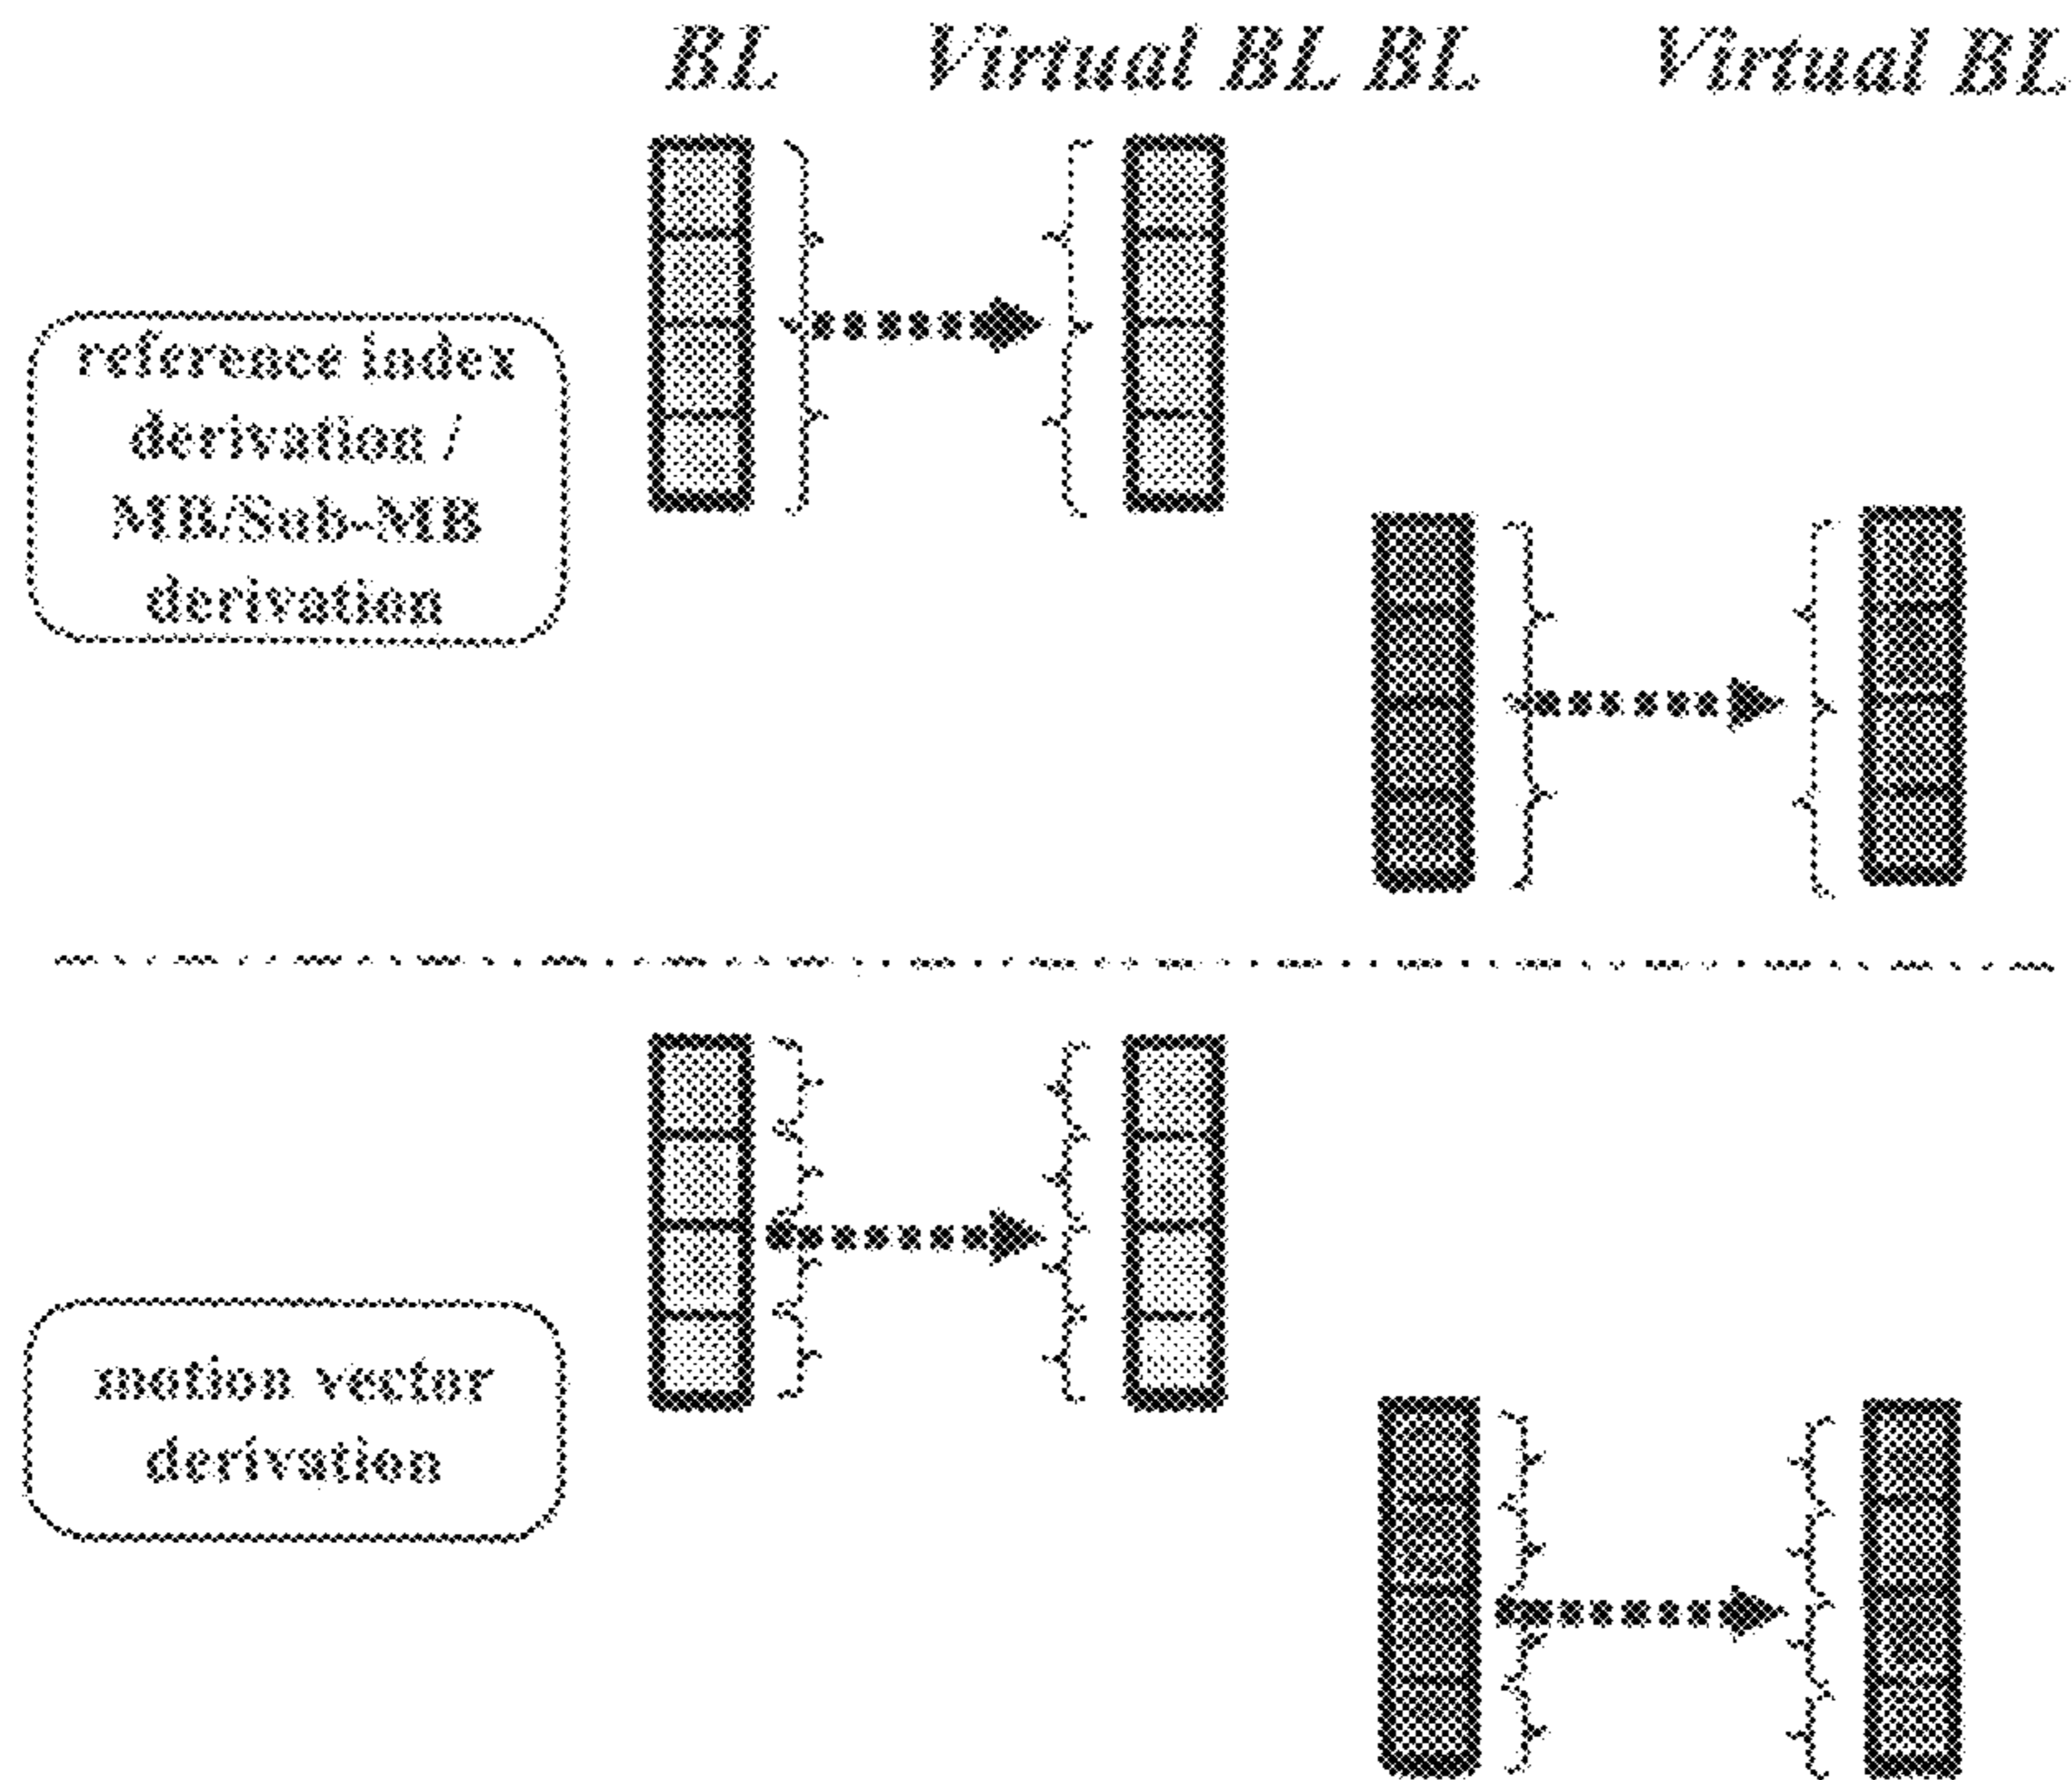 BL Virtual BL BL Virtual BL
reference index
derivation /
MB/Sub-MB
derivation
motion vector
derivation